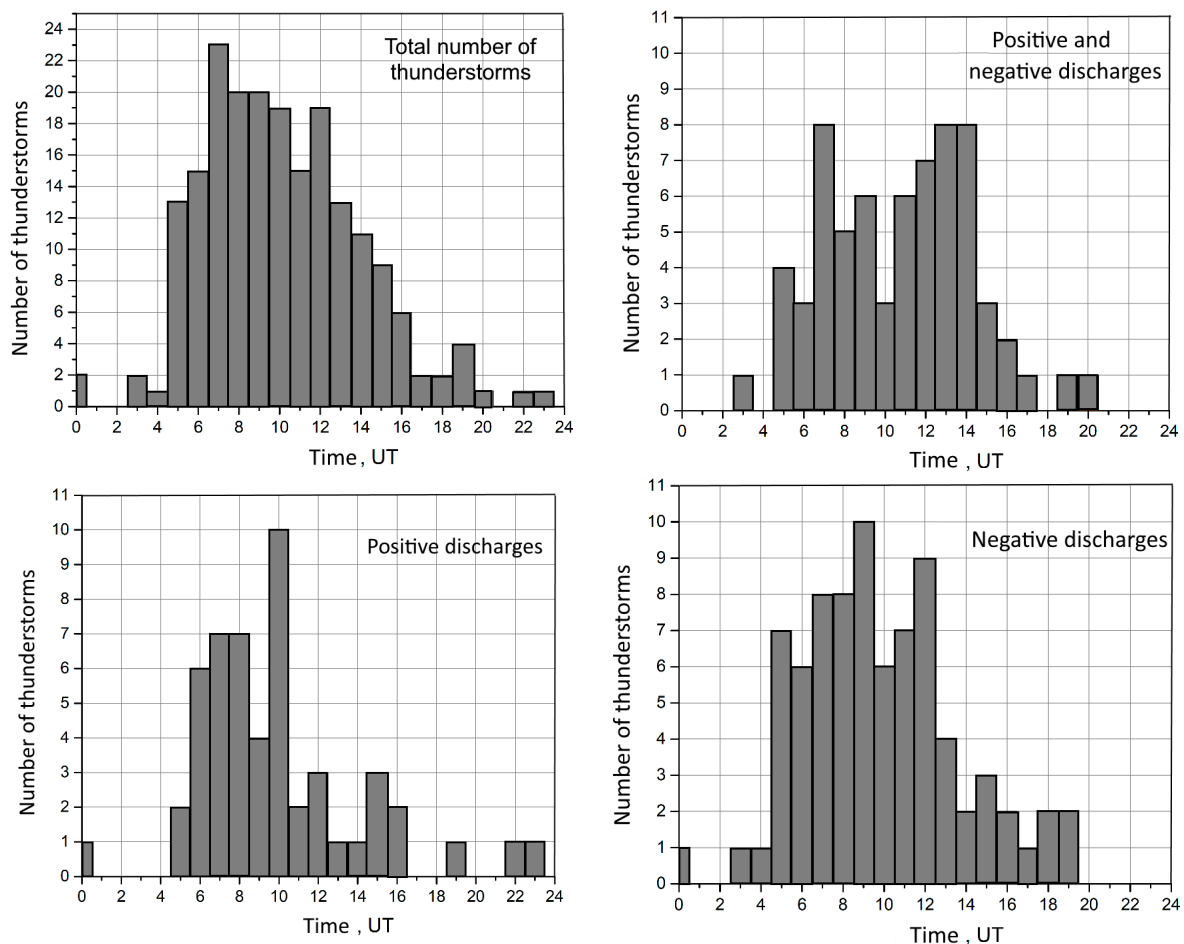 Total number of
thunderstorms
Number of thunderstorms
24
22
20
18
16
14
12
10
8
6
4
2
0
0 2 4 6 8 10 12 14 16 18 20 22 24
Time , UT
Positive and
negative discharges
Number of thunderstorms
11
10
9
8
7
6
5
4
3
2
1
0
0 2 4 6 8 10 12 14 16 18 20 22 24
Time , UT
Positive discharges
Number of thunderstorms
11
10
9
8
7
6
5
4
3
2
1
0
0 2 4 6 8 10 12 14 16 18 20 22 24
Time , UT
Negative discharges
Number of thunderstorms
11
10
9
8
7
6
5
4
3
2
1
0
0 2 4 6 8 10 12 14 16 18 20 22 24
Time , UT